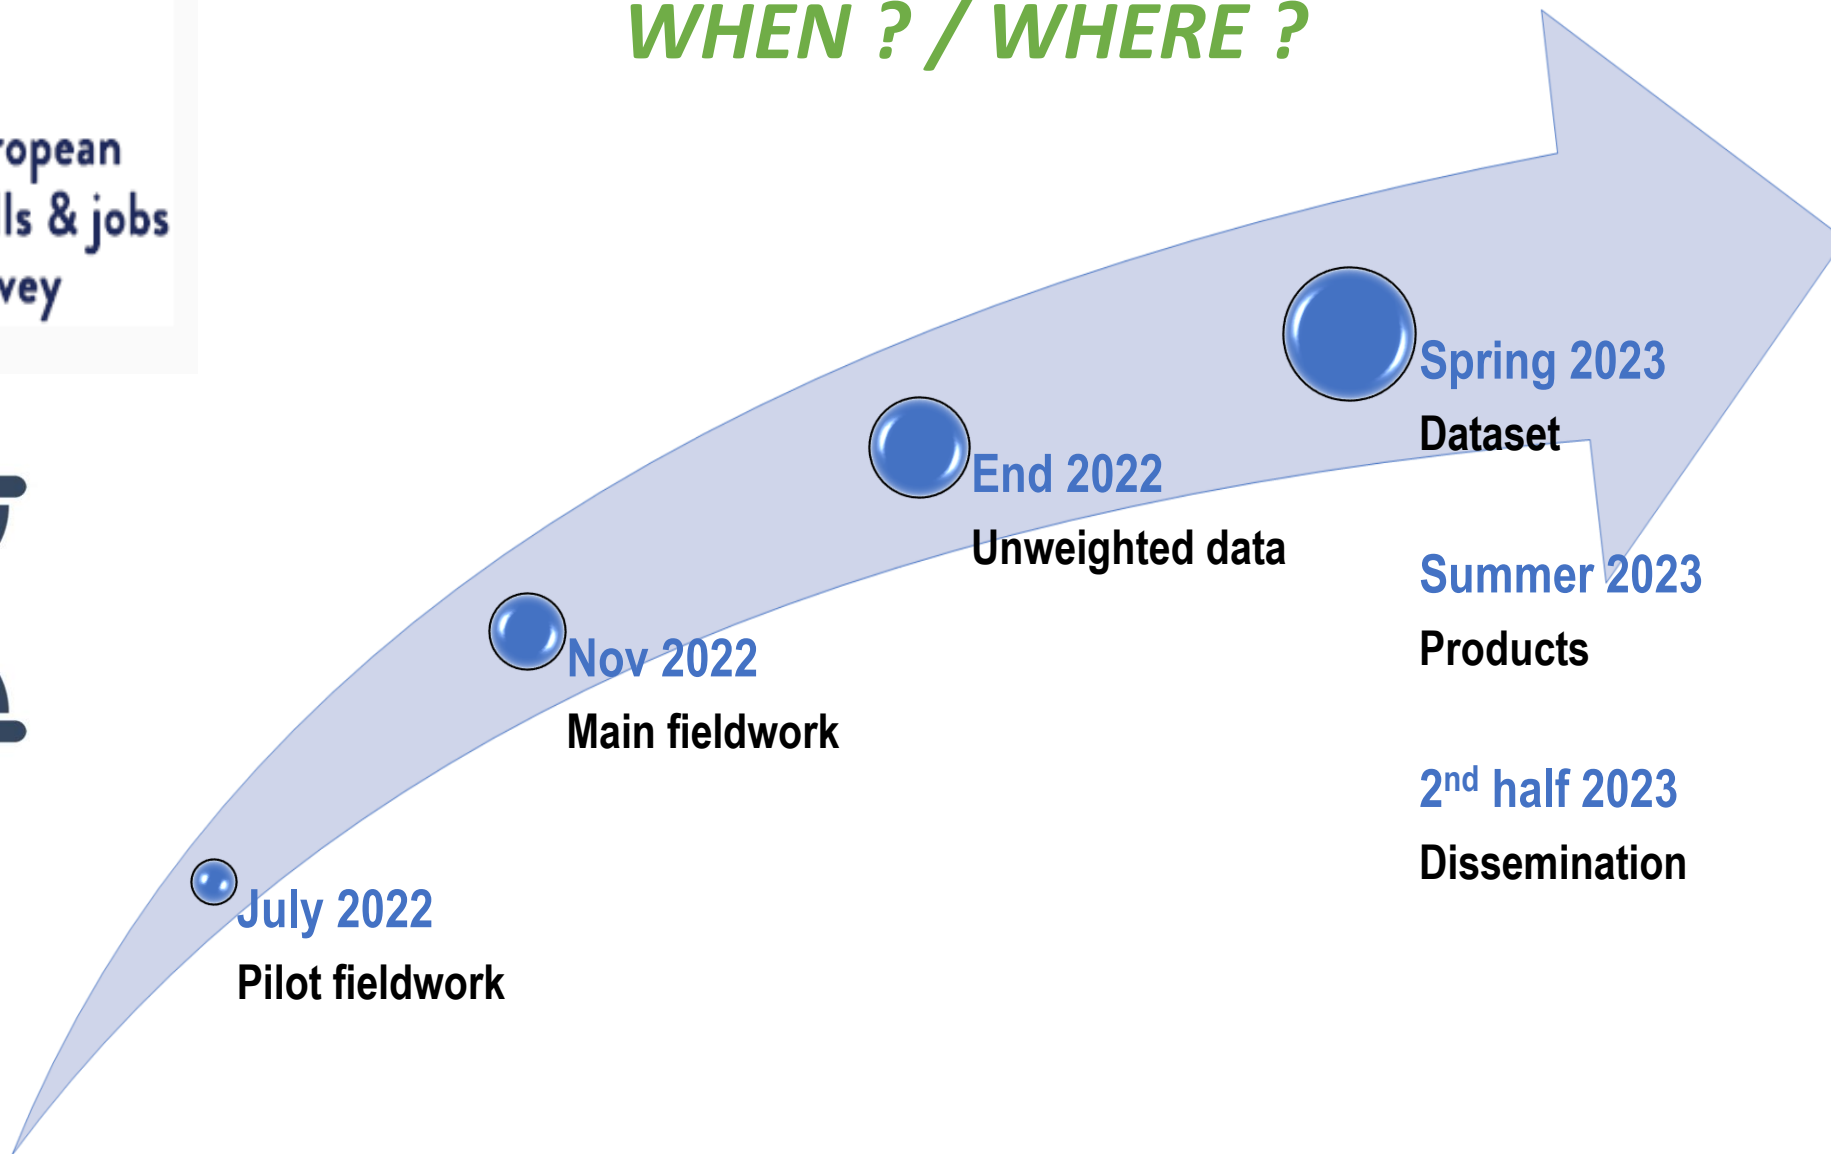 WHEN ? / WHERE ?
ropean
lls & jobs
vey
Spring 2023
Dataset
End 2022
Unweighted data
Summer 2023
Products
Nov 2022
Main fieldwork
2nd half 2023
Dissemination
July 2022
Pilot fieldwork